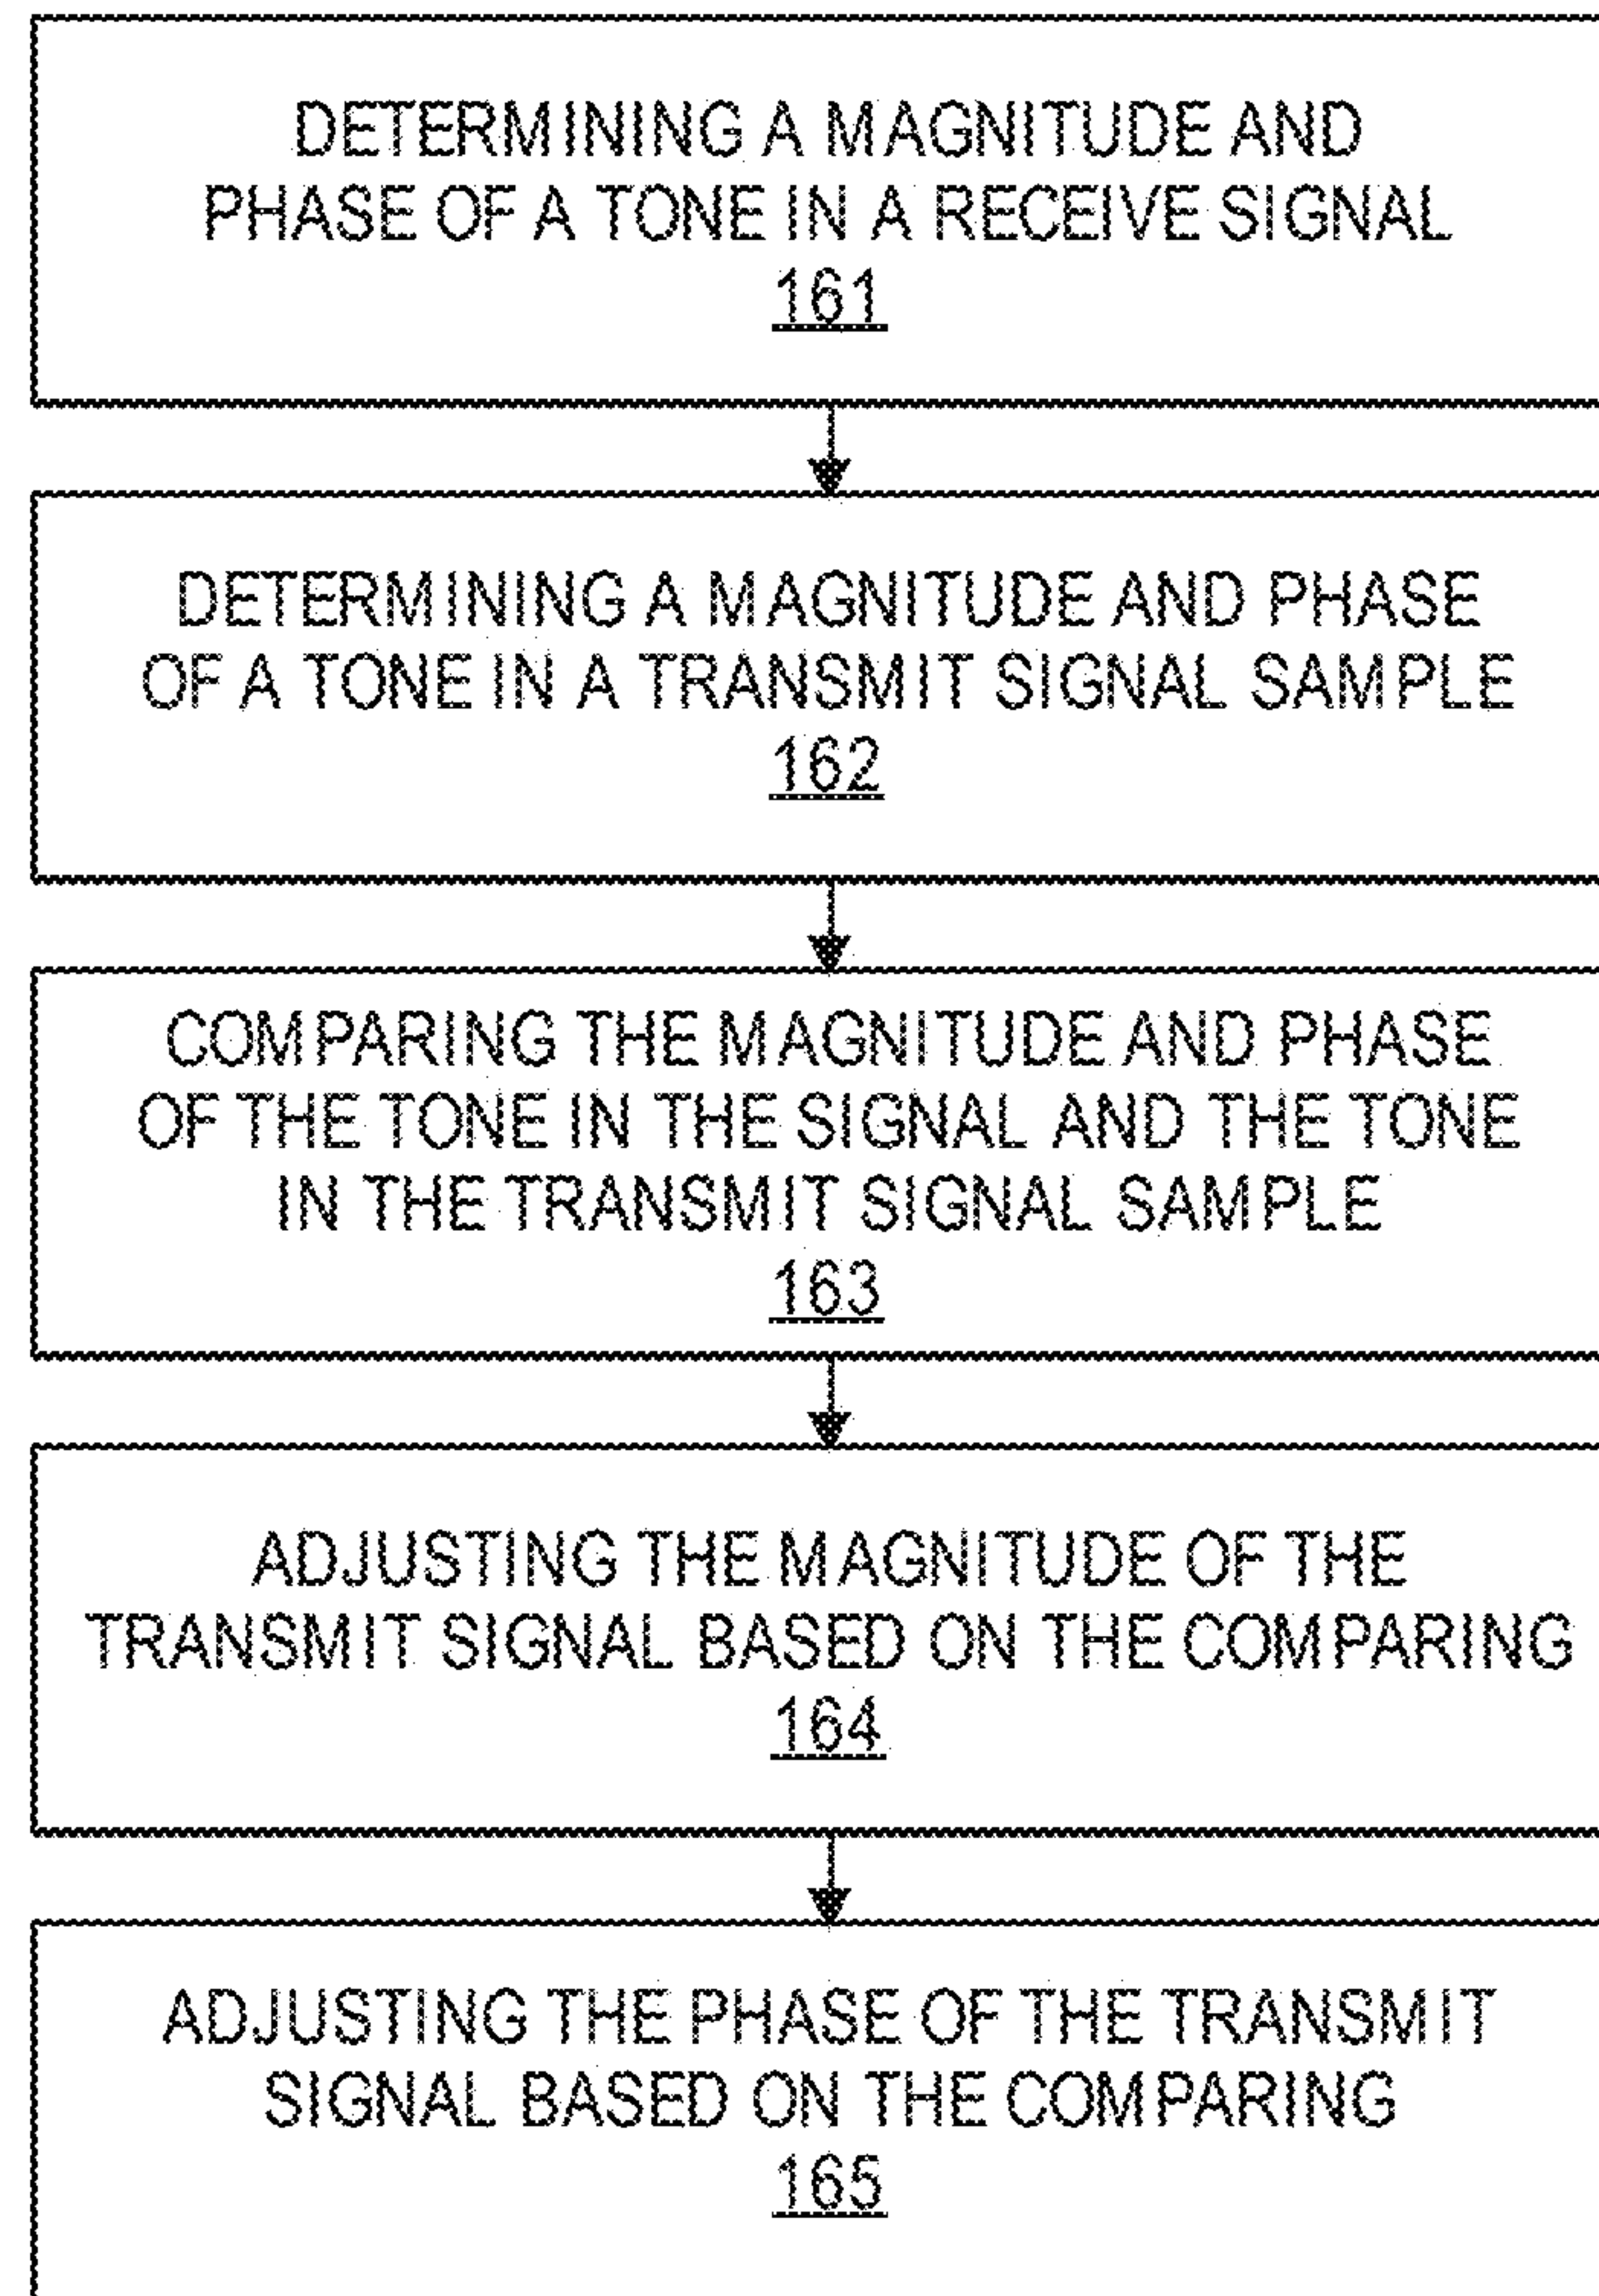 DETERMINING A MAGNITUDE AND
PHASE OF A TONE IN A RECEIVE SIGNAL
161
DETERMINING A MAGNITUDE AND PHASE
OF A TONE IN A TRANSMIT SIGNAL SAMPLE
162
COMPARING THE MAGNITUDE AND PHASE
OF THE TONE IN THE SIGNAL AND THE TONE
IN THE TRANSMIT SIGNAL SAMPLE
163
ADJUSTING THE MAGNITUDE OF THE
TRANSMIT SIGNAL BASED ON THE COMPARING
164
ADJUSTING THE PHASE OF THE TRANSMIT
SIGNAL BASED ON THE COMPARING
165